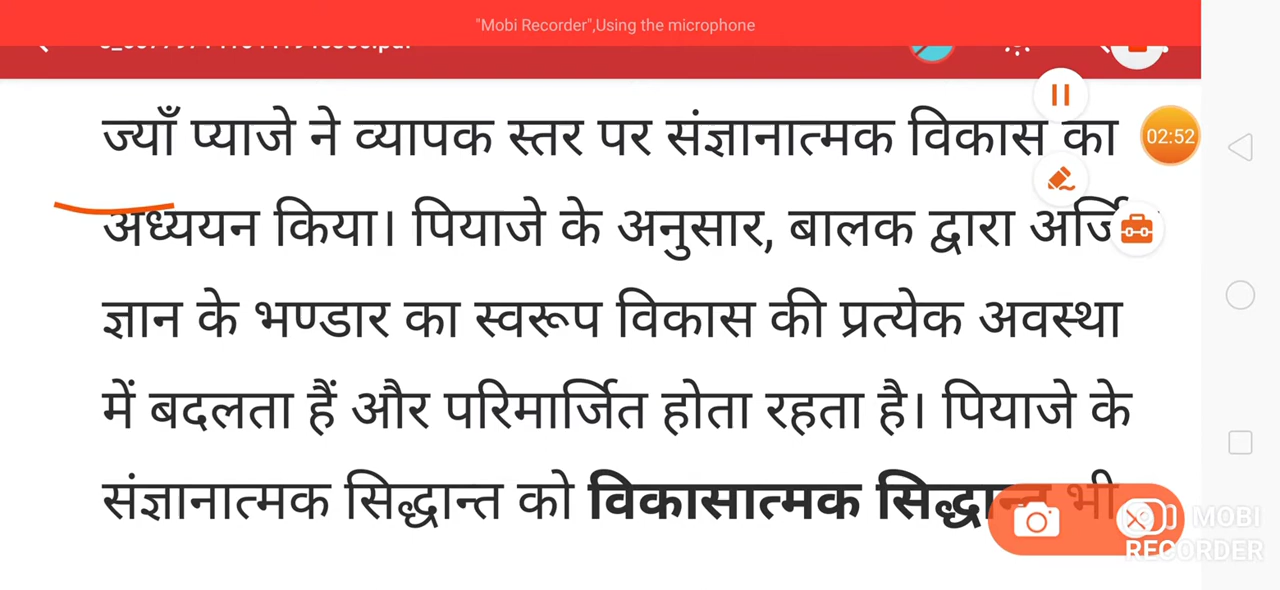 "Mobi Recorder",Using the microphone
ज्याँ प्याजे ने व्यापक स्तर पर संज्ञानात्मक विकास का
02:52
अध्ययन किया। पियाजे के अनुसार, बालक द्वारा
ज्ञान के भण्डार का स्वरूप विकास की प्रत्येक अवस्था
में बदलता हैं और परिमार्जित होता रहता है। पियाजे के
संज्ञानात्मक सिद्धान्त को विकासात्मक सिद्धान्त भी
MOBI
RECORDER